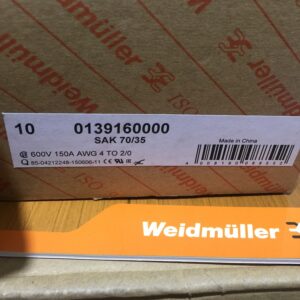 Weidmüller
10 0139160000
SAK 70/35
600V 150A AWG 4 TO 2/0
Made in China
Weidmüller